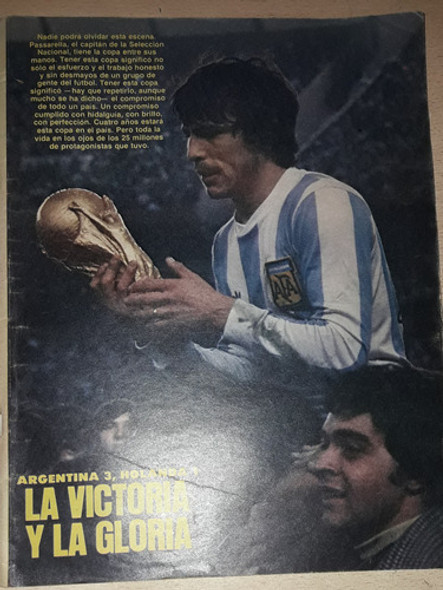 Nadie podrá olvidar esta escena.
Passarella, el capitán de la Selección
Nacional, tiene la copa entre sus
manos. Tener esta copa significó no
sólo el esfuerzo y el trabajo honesto
y sin desmayos de un grupo de
gente del fútbol. Tener esta copa
significó —hay que repetirlo, aunque
mucho se ha dicho— el compromiso
de todo un país. Un compromiso
cumplido con hidalguía, con brillo,
con perfección. Cuatro años estará
esta copa en el país. Pero toda la
vida en los ojos de los 25 millones
de protagonistas que tuvo.
AFA
ARGENTINA 3, HOLANDA 1
LA VICTORIA
Y LA GLORIA